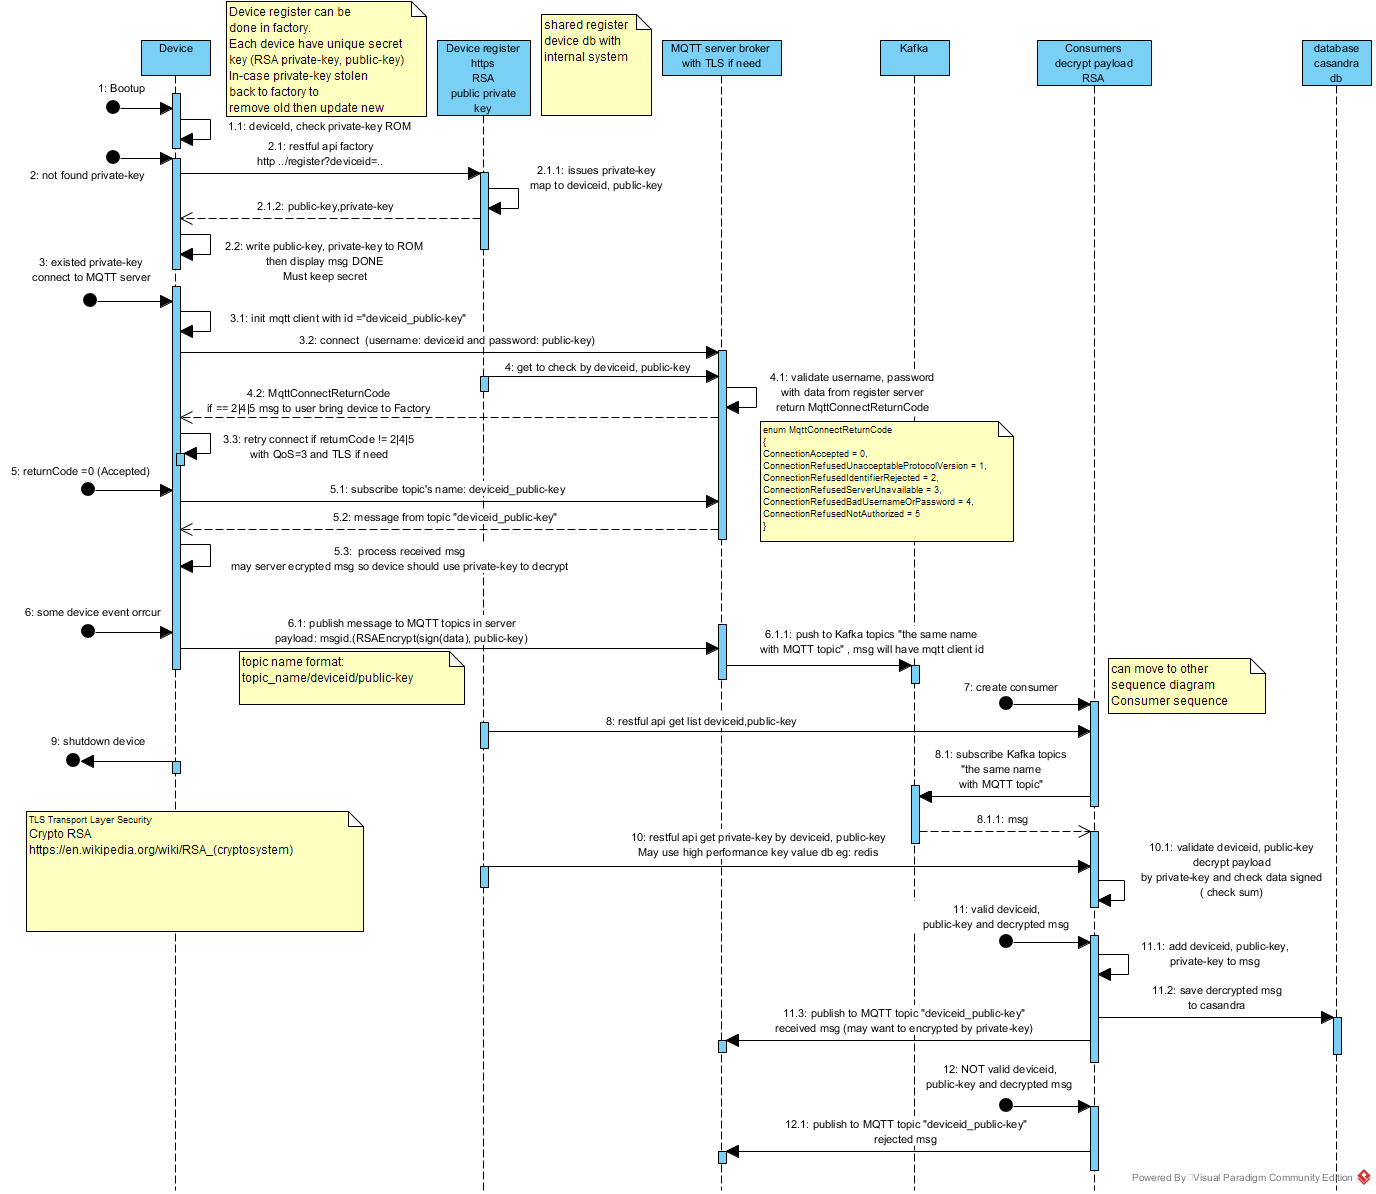 Device register can be
done in factory.
Each device have unique secret
key (RSA private-key, public-key)
In-case private-key stolen
back to factory to
remove old then update new
shared register
device db with
internal system
Device
Device register
https
RSA
public private
key
MQTT server broker
with TLS if need
Kafka
Consumers
decrypt payload
RSA
database
casandra
db
1: Bootup
1.1: deviceId, check private-key ROM
2.1: restful api factory
http ../register?deviceid=..
2: not found private-key
2.1.1: issues private-key
map to deviceid, public-key
2.1.2: public-key,private-key
2.2: write public-key, private-key to ROM
then display msg DONE
Must keep secret
3: existed private-key
connect to MQTT server
3.1: init mqtt client with id ="deviceid_public-key"
3.2: connect  (username: deviceid and password: public-key)
4: get to check by deviceid, public-key
4.1: validate username, password
with data from register server
return MqttConnectReturnCode
4.2: MqttConnectReturnCode
if == 2|4|5 msg to user bring device to Factory
enum MqttConnectReturnCode
{
ConnectionAccepted = 0,
ConnectionRefusedUnacceptableProtocolVersion = 1,
ConnectionRefusedIdentifierRejected = 2,
ConnectionRefusedServerUnavailable = 3,
ConnectionRefusedBadUsernameOrPassword = 4,
ConnectionRefusedNotAuthorized = 5
}
3.3: retry connect if returnCode != 2|4|5
with QoS=3 and TLS if need
5: returnCode =0 (Accepted)
5.1: subscribe topic's name: deviceid_public-key
5.2: message from topic "deviceid_public-key"
5.3:  process received msg
may server ecrypted msg so device should use private-key to decrypt
6: some device event orrcur
6.1: publish message to MQTT topics in server
payload: msgid.(RSAEncrypt(sign(data), public-key)
6.1.1: push to Kafka topics "the same name
with MQTT topic" , msg will have mqtt client id
topic name format:
topic_name/deviceid/public-key
can move to other
sequence diagram
Consumer sequence
7: create consumer
8: restful api get list deviceid,public-key
9: shutdown device
8.1: subscribe Kafka topics
"the same name
with MQTT topic"
8.1.1: msg
TLS Transport Layer Security
Crypto RSA
https://en.wikipedia.org/wiki/RSA_(cryptosystem)
10: restful api get private-key by deviceid, public-key
May use high performance key value db eg: redis
10.1: validate deviceid, public-key
decrypt payload
by private-key and check data signed
( check sum)
11: valid deviceid,
public-key and decrypted msg
11.1: add deviceid, public-key,
private-key to msg
11.2: save dercrypted msg
to casandra
11.3: publish to MQTT topic "deviceid_public-key"
received msg (may want to encrypted by private-key)
12: NOT valid deviceid,
public-key and decrypted msg
12.1: publish to MQTT topic "deviceid_public-key"
rejected msg
Powered By Visual Paradigm Community Edition